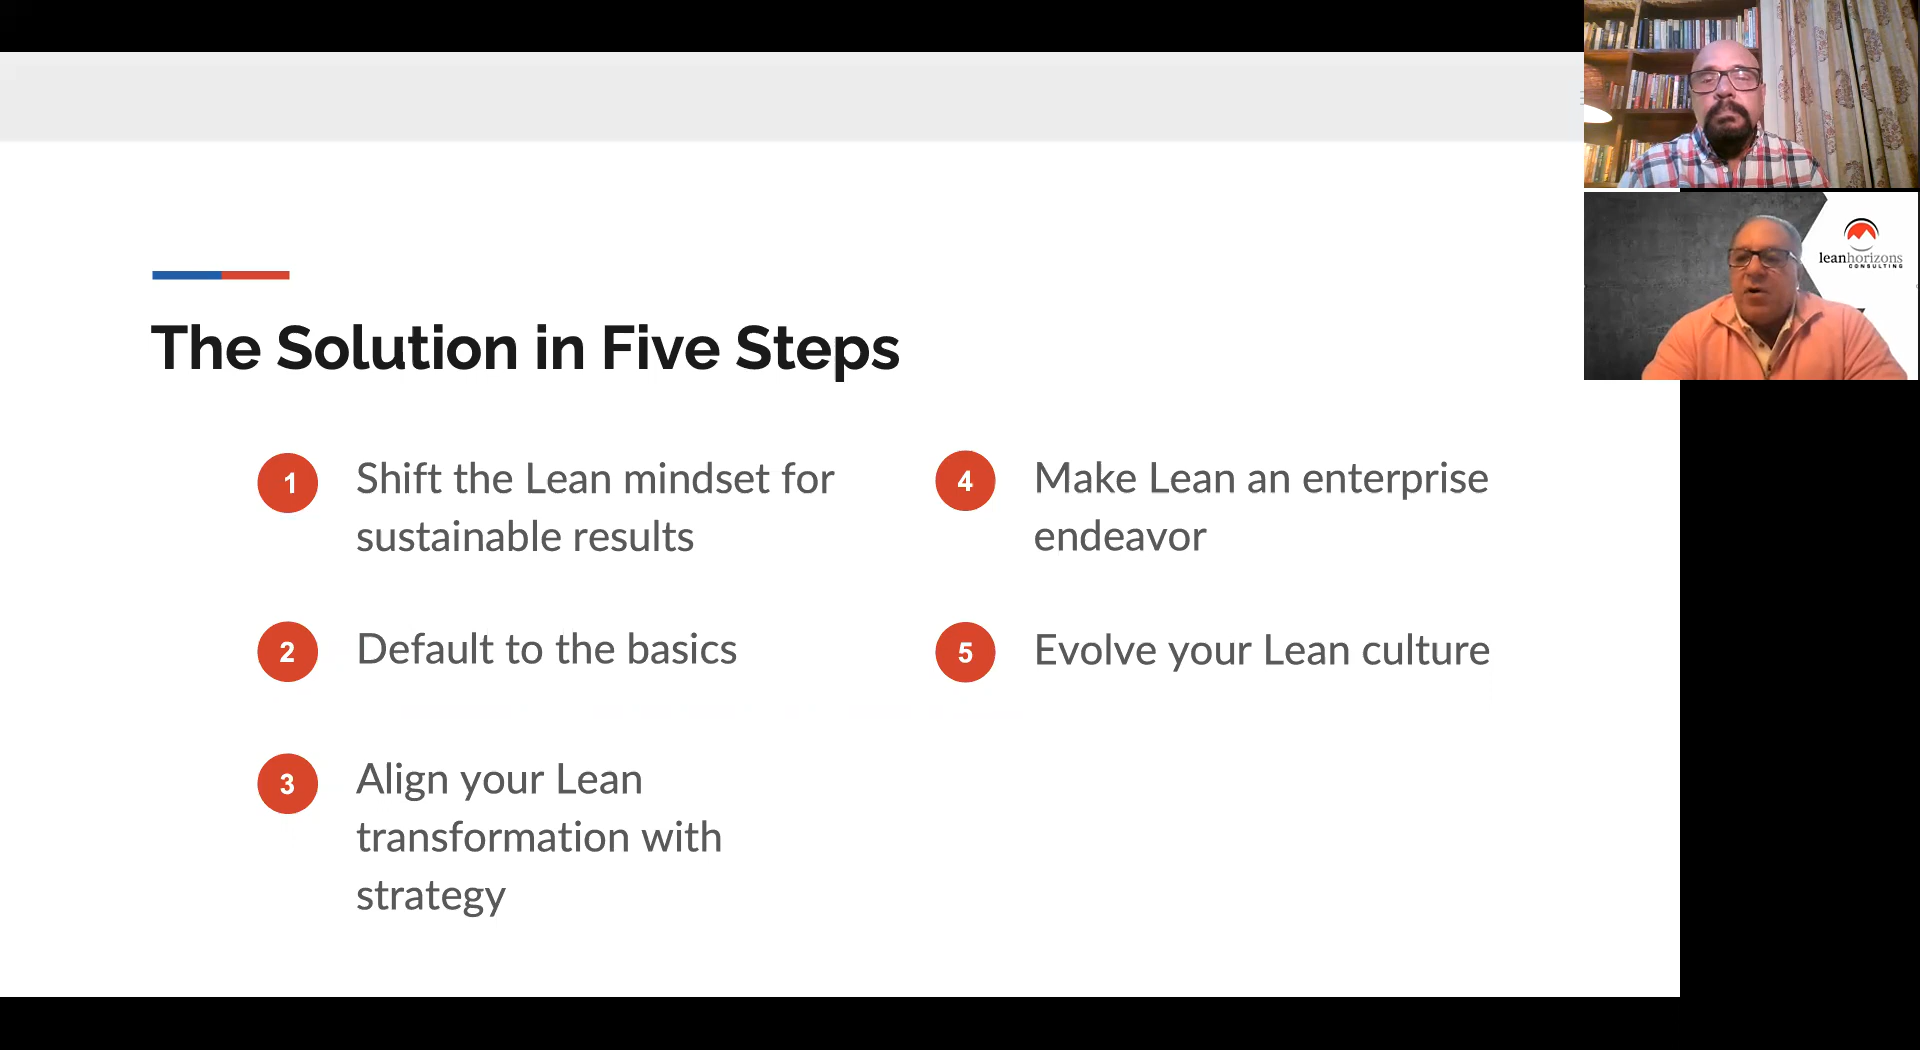 The Solution in Five Steps
1
Shift the Lean mindset for
sustainable results
2
Default to the basics
3
Align your Lean
transformation with
strategy
4
Make Lean an enterprise
endeavor
5
Evolve your Lean culture
leanhorizons
CONSULTING